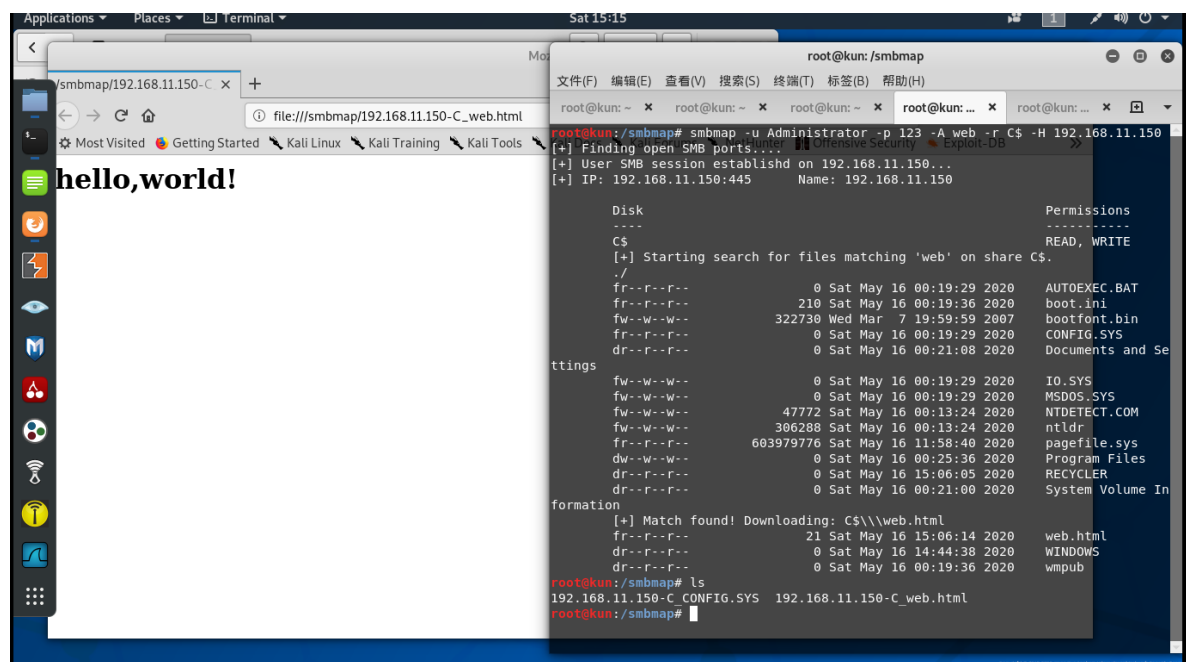 Applications Places Terminal Sat 15:15 1
Moz
/smbmap/192.168.11.150-C_ × +
file:///smbmap/192.168.11.150-C_web.html
Most Visited Getting Started Kali Linux Kali Training Kali Tools
hello,world!
root@kun: /smbmap
文件(F) 编辑(E) 查看(V) 搜索(S) 终端(T) 标签(B) 帮助(H)
root@kun: ~ × root@kun: ~ × root@kun: ~ × root@kun: ... × root@kun: ... ×
root@kun:/smbmap# smbmap -u Administrator -p 123 -A web -r C$ -H 192.168.11.150
[+] Finding open SMB ports....
[+] User SMB session establishd on 192.168.11.150...
[+] IP: 192.168.11.150:445 Name: 192.168.11.150
Disk Permissions
---- -----------
C$ READ, WRITE
[+] Starting search for files matching 'web' on share C$.
./
fr--r--r-- 0 Sat May 16 00:19:29 2020 AUTOEXEC.BAT
fr--r--r-- 210 Sat May 16 00:19:36 2020 boot.ini
fw--w--w-- 322730 Wed Mar 7 19:59:59 2007 bootfont.bin
fr--r--r-- 0 Sat May 16 00:19:29 2020 CONFIG.SYS
dr--r--r-- 0 Sat May 16 00:21:08 2020 Documents and Se
ttings
fw--w--w-- 0 Sat May 16 00:19:29 2020 IO.SYS
fw--w--w-- 0 Sat May 16 00:19:29 2020 MSDOS.SYS
fw--w--w-- 47772 Sat May 16 00:13:24 2020 NTDETECT.COM
fw--w--w-- 306288 Sat May 16 00:13:24 2020 ntldr
fr--r--r-- 603979776 Sat May 16 11:58:40 2020 pagefile.sys
dw--w--w-- 0 Sat May 16 00:25:36 2020 Program Files
dr--r--r-- 0 Sat May 16 15:06:05 2020 RECYCLER
dr--r--r-- 0 Sat May 16 00:21:00 2020 System Volume In
formation
[+] Match found! Downloading: C$\\\web.html
fr--r--r-- 21 Sat May 16 15:06:14 2020 web.html
dr--r--r-- 0 Sat May 16 14:44:38 2020 WINDOWS
dr--r--r-- 0 Sat May 16 00:19:36 2020 wmpub
root@kun:/smbmap# ls
192.168.11.150-C_CONFIG.SYS 192.168.11.150-C_web.html
root@kun:/smbmap#